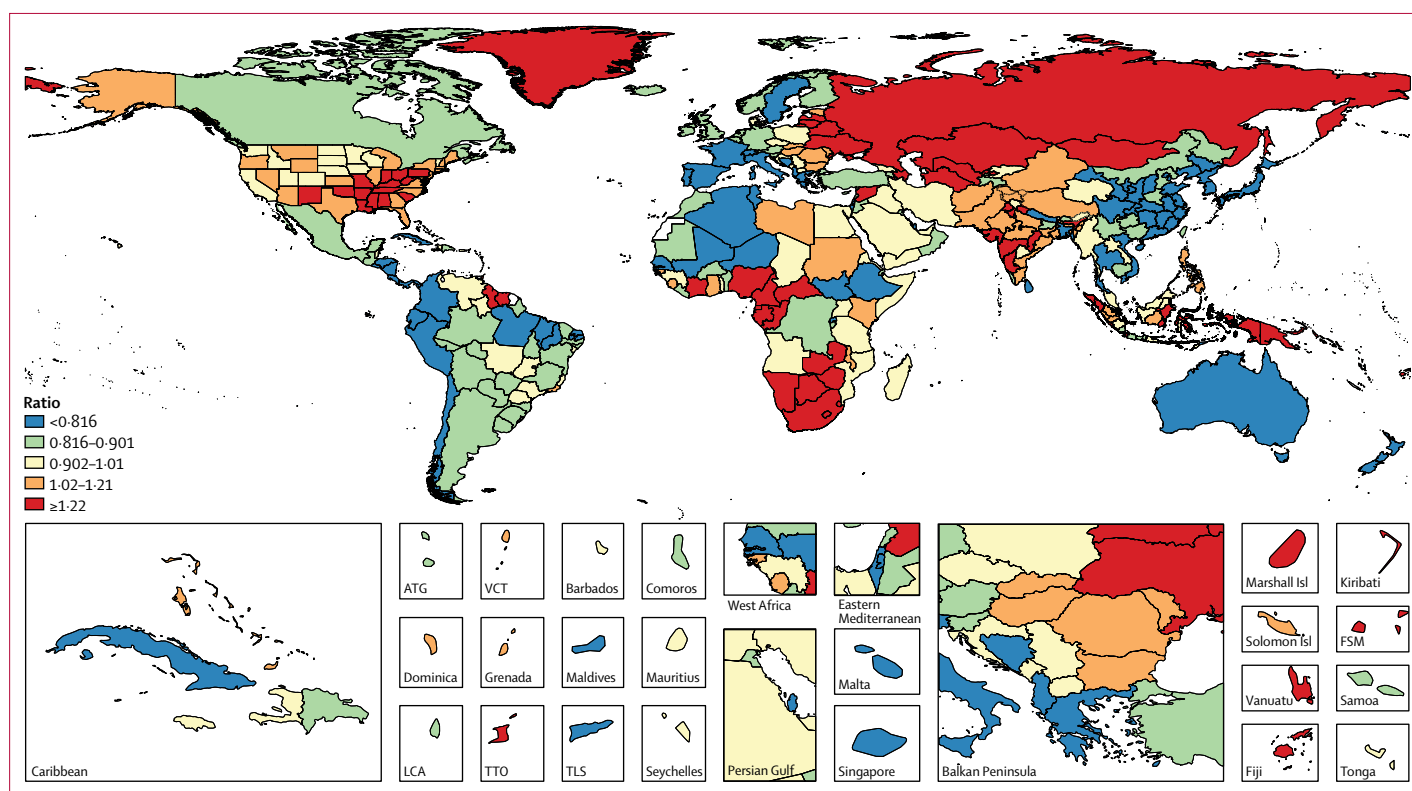 Ratio
<0·816
0·816–0·901
0·902–1·01
1·02–1·21
≥1·22
Caribbean
ATG
VCT
Barbados
Comoros
Dominica
Grenada
Maldives
Mauritius
LCA
TTO
TLS
Seychelles
West Africa
Eastern
Mediterranean
Persian Gulf
Malta
Singapore
Balkan Peninsula
Marshall Isl
Kiribati
Solomon Isl
FSM
Vanuatu
Samoa
Fiji
Tonga